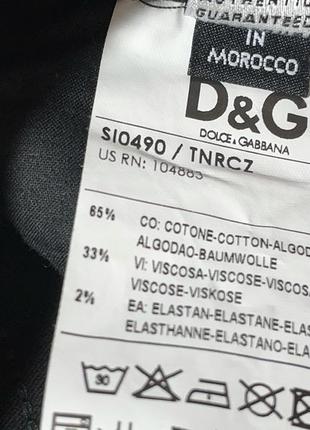 GUARANTEED
IN
MOROCCO
D&G
DOLCE & GABBANA
SI0490 / TNRCZ
US RN: 104883
65% CO: COTONE-COTTON-ALGOD
ALGODAO-BAUMWOLLE
33% VI: VISCOSA-VISCOSE-VISCOS
VISCOSE-VISKOSE
2% EA: ELASTAN-ELASTANE-ELAS
ELASTHANNE-ELASTANO-ELA
30